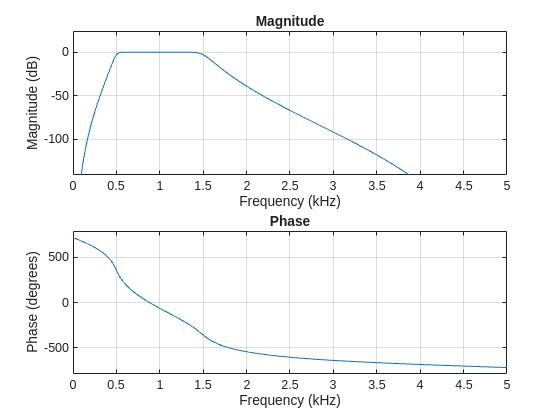 Magnitude
Magnitude (dB)
0
-50
-100
0 0.5 1 1.5 2 2.5 3 3.5 4 4.5 5
Frequency (kHz)
Phase
Phase (degrees)
500
0
-500
0 0.5 1 1.5 2 2.5 3 3.5 4 4.5 5
Frequency (kHz)